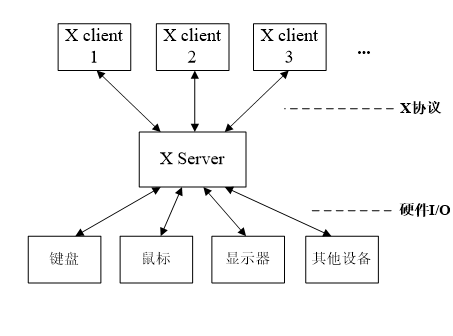 X client
1
X client
2
X client
3
...
X协议
X Server
硬件I/O
键盘
鼠标
显示器
其他设备